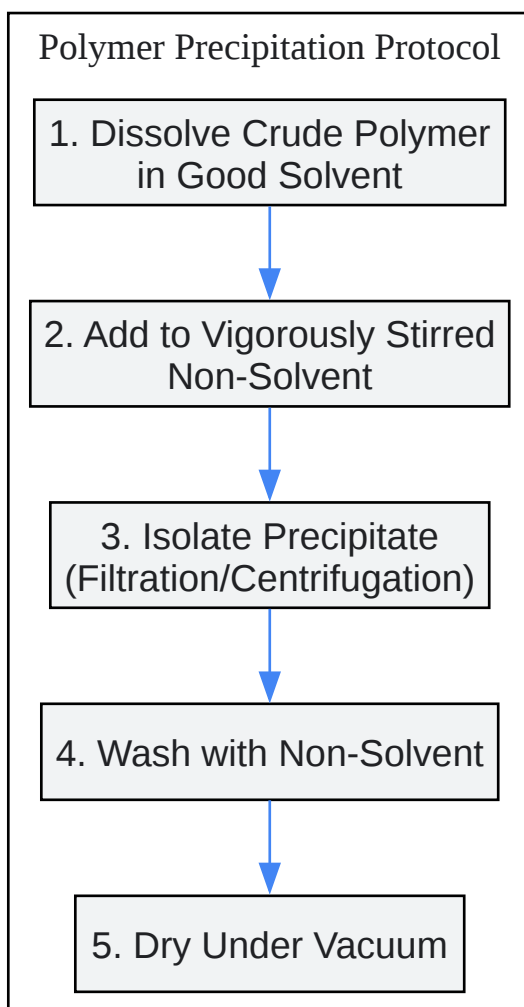 Polymer Precipitation Protocol
1. Dissolve Crude Polymer
in Good Solvent
2. Add to Vigorously Stirred
Non-Solvent
3. Isolate Precipitate
(Filtration/Centrifugation)
4. Wash with Non-Solvent
5. Dry Under Vacuum